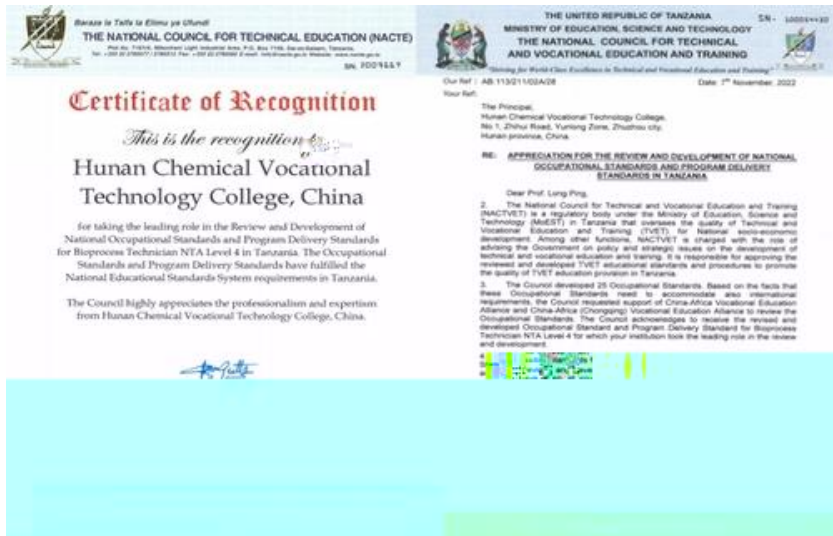 Baraza la Taifa la Elimu ya Ufundi
THE NATIONAL COUNCIL FOR TECHNICAL EDUCATION (NACTE)
Certificate of Recognition
This is the recognition to
Hunan Chemical Vocational
Technology College, China
for taking the leading role in the Review and Development of
National Occupational Standards and Program Delivery Standards
for Bioprocess Technician NTA Level 4 in Tanzania. The Occupational
Standards and Program Delivery Standards have fulfilled the
National Educational Standards System requirements in Tanzania.
The Council highly appreciates the professionalism and expertism
from Hunan Chemical Vocational Technology College, China.
THE UNITED REPUBLIC OF TANZANIA
MINISTRY OF EDUCATION, SCIENCE AND TECHNOLOGY
THE NATIONAL COUNCIL FOR TECHNICAL
AND VOCATIONAL EDUCATION AND TRAINING
"Striving for World-Class Excellence in Technical and Vocational Education and Training"
Our Ref: AB.113/211/02A/28
Date: 7th November, 2022
Your Ref:
The Principal,
Hunan Chemical Vocational Technology College,
No.1, Zhihui Road, Yunlong Zone, Zhuzhou city,
Hunan province, China.
RE: APPRECIATION FOR THE REVIEW AND DEVELOPMENT OF NATIONAL
OCCUPATIONAL STANDARDS AND PROGRAM DELIVERY
STANDARDS IN TANZANIA
Dear Prof. Long Ping,
2. The National Council for Technical and Vocational Education and Training
(NACTVET) is a regulatory body under the Ministry of Education, Science and
Technology (MoEST) in Tanzania that oversees the quality of Technical and
Vocational Education and Training (TVET) for National socio-economic
development. Among other functions, NACTVET is charged with the role of
advising the Government on policy and strategic issues on the development of
technical and vocational education and training. It is responsible for approving the
reviewed and developed TVET educational standards and procedures to promote
the quality of TVET education provision in Tanzania.
3. The Council developed 25 Occupational Standards. Based on the facts that
these Occupational Standards need to accommodate also international
requirements, the Council requested support of China-Africa Vocational Education
Alliance and China-Africa (Chongqing) Vocational Education Alliance to review the
Occupational Standards. The Council acknowledges to receive the revised and
developed Occupational Standard and Program Delivery Standard for Bioprocess
Technician NTA Level 4 for which your institution took the leading role in the review
and development.